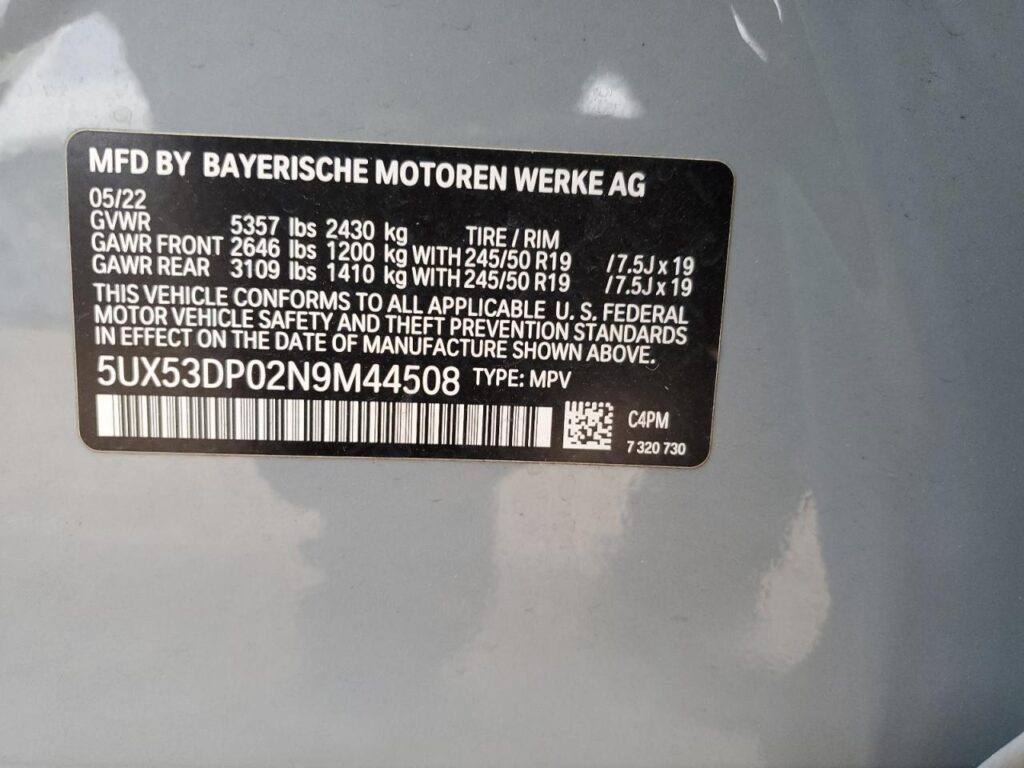 MFD BY BAYERISCHE MOTOREN WERKE AG
05/22
GVWR 5357 lbs 2430 kg TIRE / RIM
GAWR FRONT 2646 lbs 1200 kg WITH 245/50 R19 /7.5J x 19
GAWR REAR 3109 lbs 1410 kg WITH 245/50 R19 /7.5J x 19
THIS VEHICLE CONFORMS TO ALL APPLICABLE U. S. FEDERAL
MOTOR VEHICLE SAFETY AND THEFT PREVENTION STANDARDS
IN EFFECT ON THE DATE OF MANUFACTURE SHOWN ABOVE.
5UX53DP02N9M44508 TYPE: MPV
C4PM
7 320 730